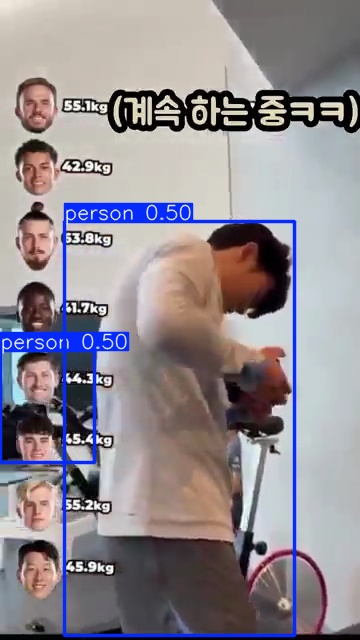 55.1kg
(계속 하는 중ㅋㅋ)
42.9kg
person 0.50
53.8kg
41.7kg
person 0.50
44.3kg
45.4kg
55.2kg
45.9kg